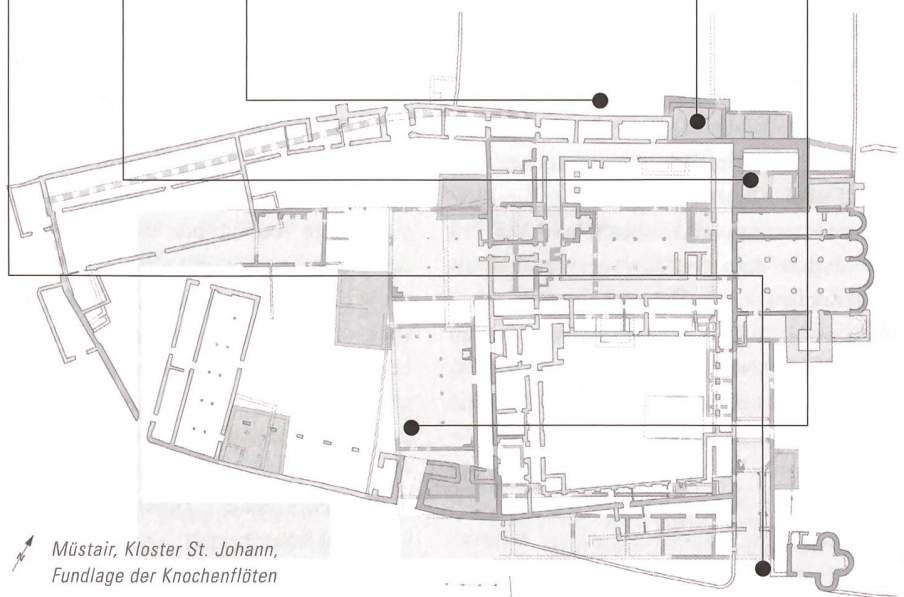 N
Müstair, Kloster St. Johann,
Fundlage der Knochenflöten